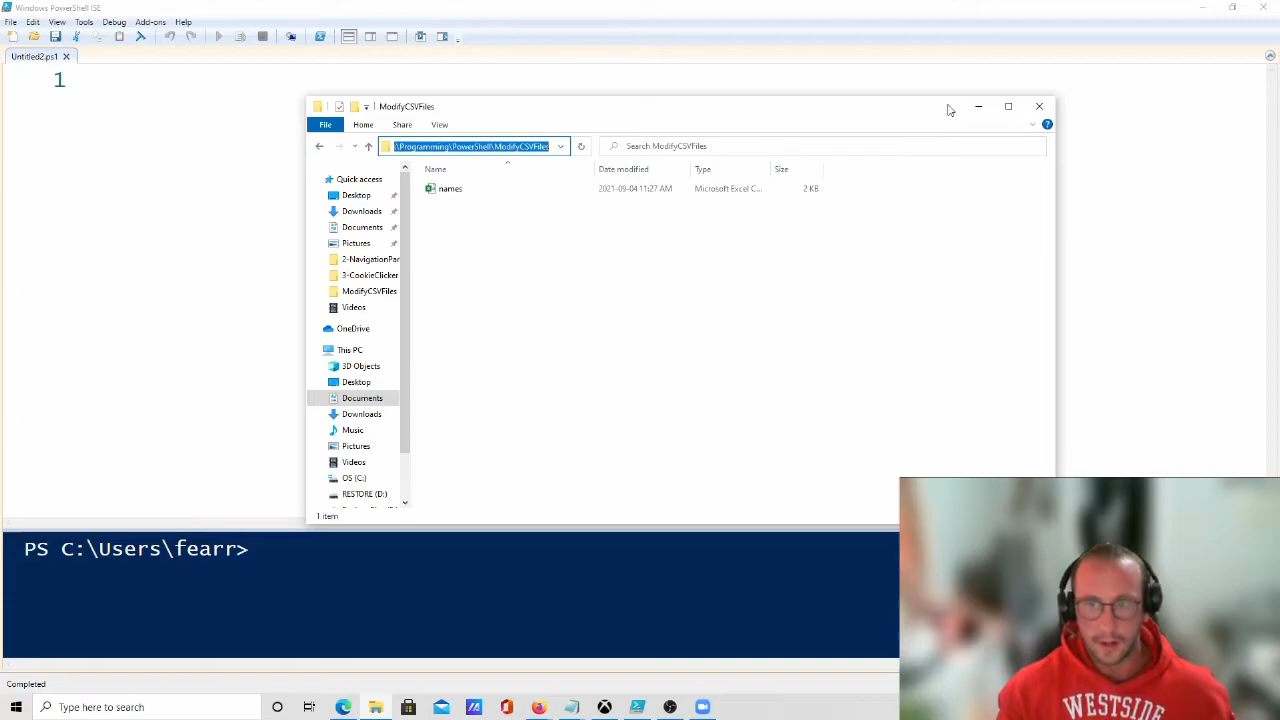 Windows PowerShell ISE
File Edit View Tools Debug Add-ons Help
Untitled2.ps1
1
ModifyCSVFiles
File Home Share View
:\Programming\PowerShell\ModifyCSVFiles
Search ModifyCSVFiles
Name Date modified Type Size
names 2021-09-04 11:27 AM Microsoft Excel C... 2 KB
Quick access
Desktop
Downloads
Documents
Pictures
2-NavigationPar
3-CookieClicker
ModifyCSVFiles
Videos
OneDrive
This PC
3D Objects
Desktop
Documents
Downloads
Music
Pictures
Videos
OS (C:)
RESTORE (D:)
1 item
PS C:\Users\fearr>
WESTSIDE
Completed
Type here to search